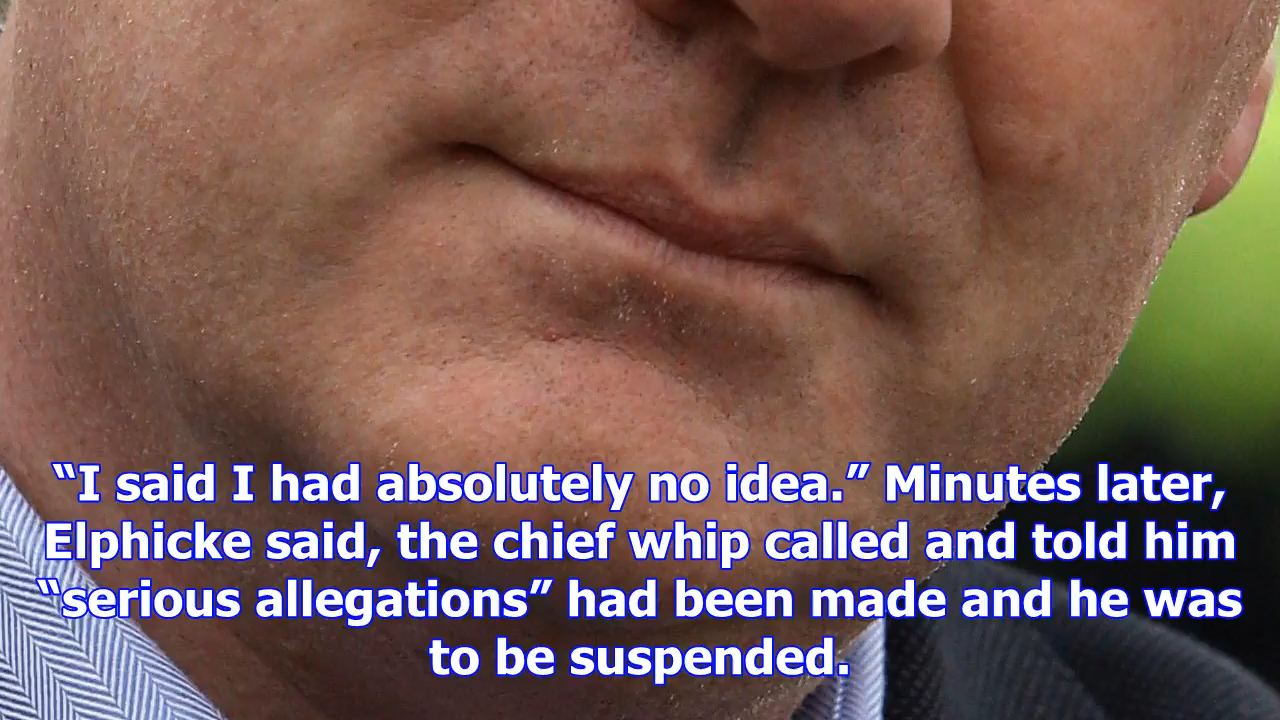 “I said I had absolutely no idea.” Minutes later,
Elphicke said, the chief whip called and told him
“serious allegations” had been made and he was
to be suspended.